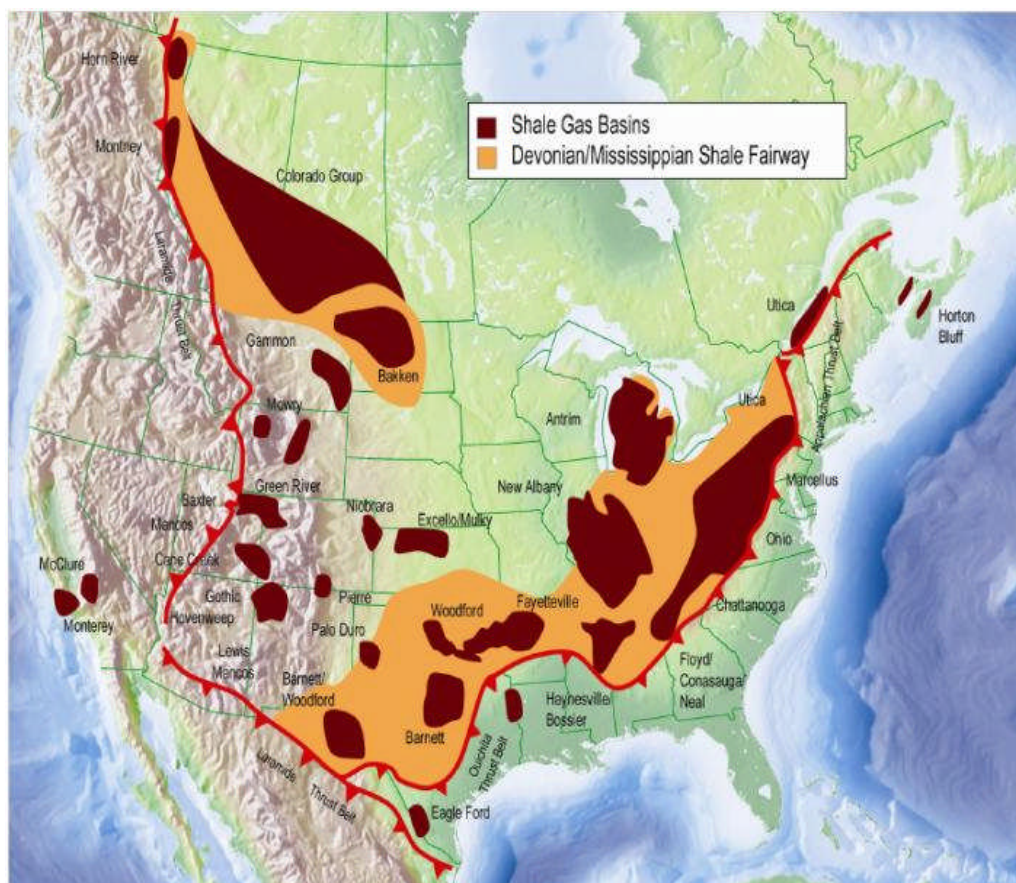 Horn River
Shale Gas Basins
Devonian/Mississippian Shale Fairway
Montney
Colorado Group
Laramide
Thrust Belt
Utica
Horton
Bluff
Gammon
Bakken
Appalachian Thrust Belt
Utica
Mowry
Antrim
Green River
New Albany
Marcellus
Baxter
Mancos
Niobrara
Excello/Mulky
Ohio
Cane Creek
McClure
Gothic
Pierre
Woodford
Fayetteville
Chattanooga
Monterey
Hovenweep
Palo Duro
Lewis
Mancos
Barnett/
Woodford
Floyd/
Conasauga/
Neal
Haynesville/
Bossier
Barnett
Ouichita
Thrust Belt
Laramide
Thrust Belt
Eagle Ford